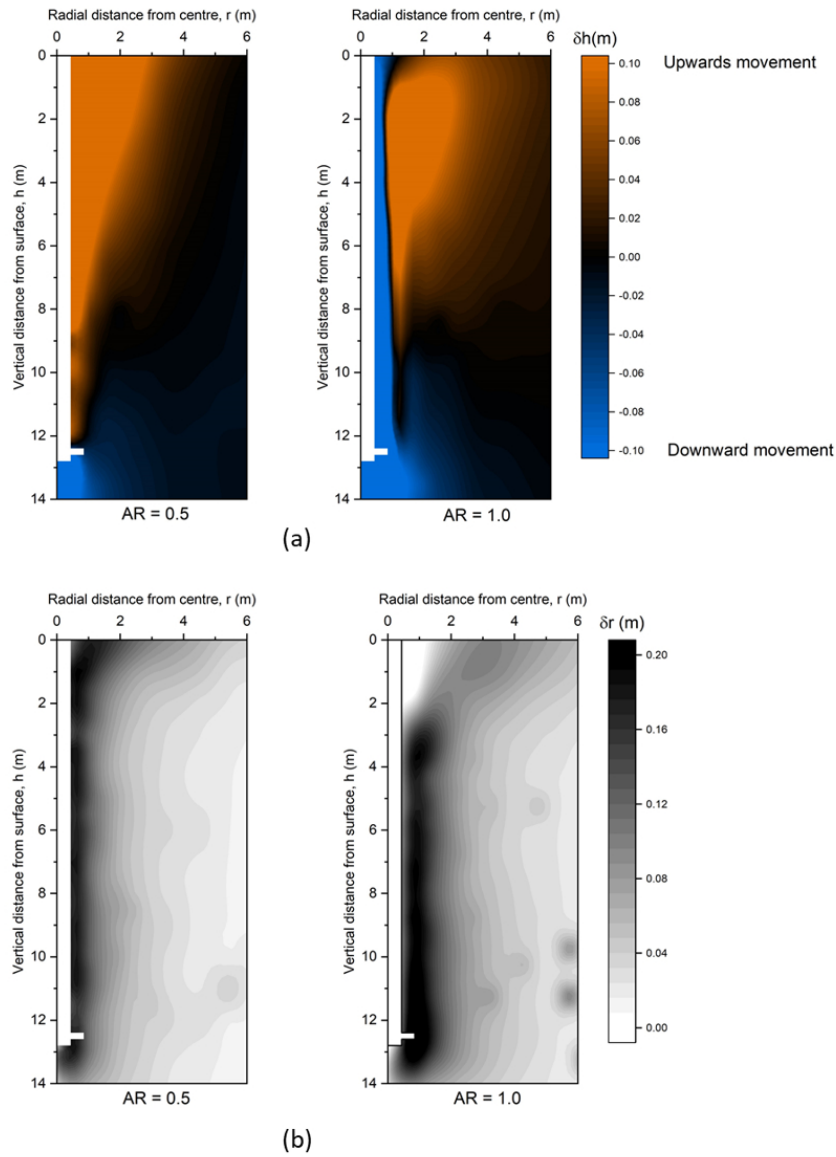 Radial distance from centre, r (m)
0 2 4 6
Vertical distance from surface, h (m)
0
2
4
6
8
10
12
14
AR = 0.5
Radial distance from centre, r (m)
0 2 4 6
Vertical distance from surface, h (m)
0
2
4
6
8
10
12
14
AR = 1.0
δh(m)
0.10
0.08
0.06
0.04
0.02
0.00
-0.02
-0.04
-0.06
-0.08
-0.10
Upwards movement
Downward movement
(a)
Radial distance from centre, r (m)
0 2 4 6
Vertical distance from surface, h (m)
0
2
4
6
8
10
12
14
AR = 0.5
Radial distance from centre, r (m)
0 2 4 6
Vertical distance from surface, h (m)
0
2
4
6
8
10
12
14
AR = 1.0
δr (m)
0.20
0.16
0.12
0.08
0.04
0.00
(b)